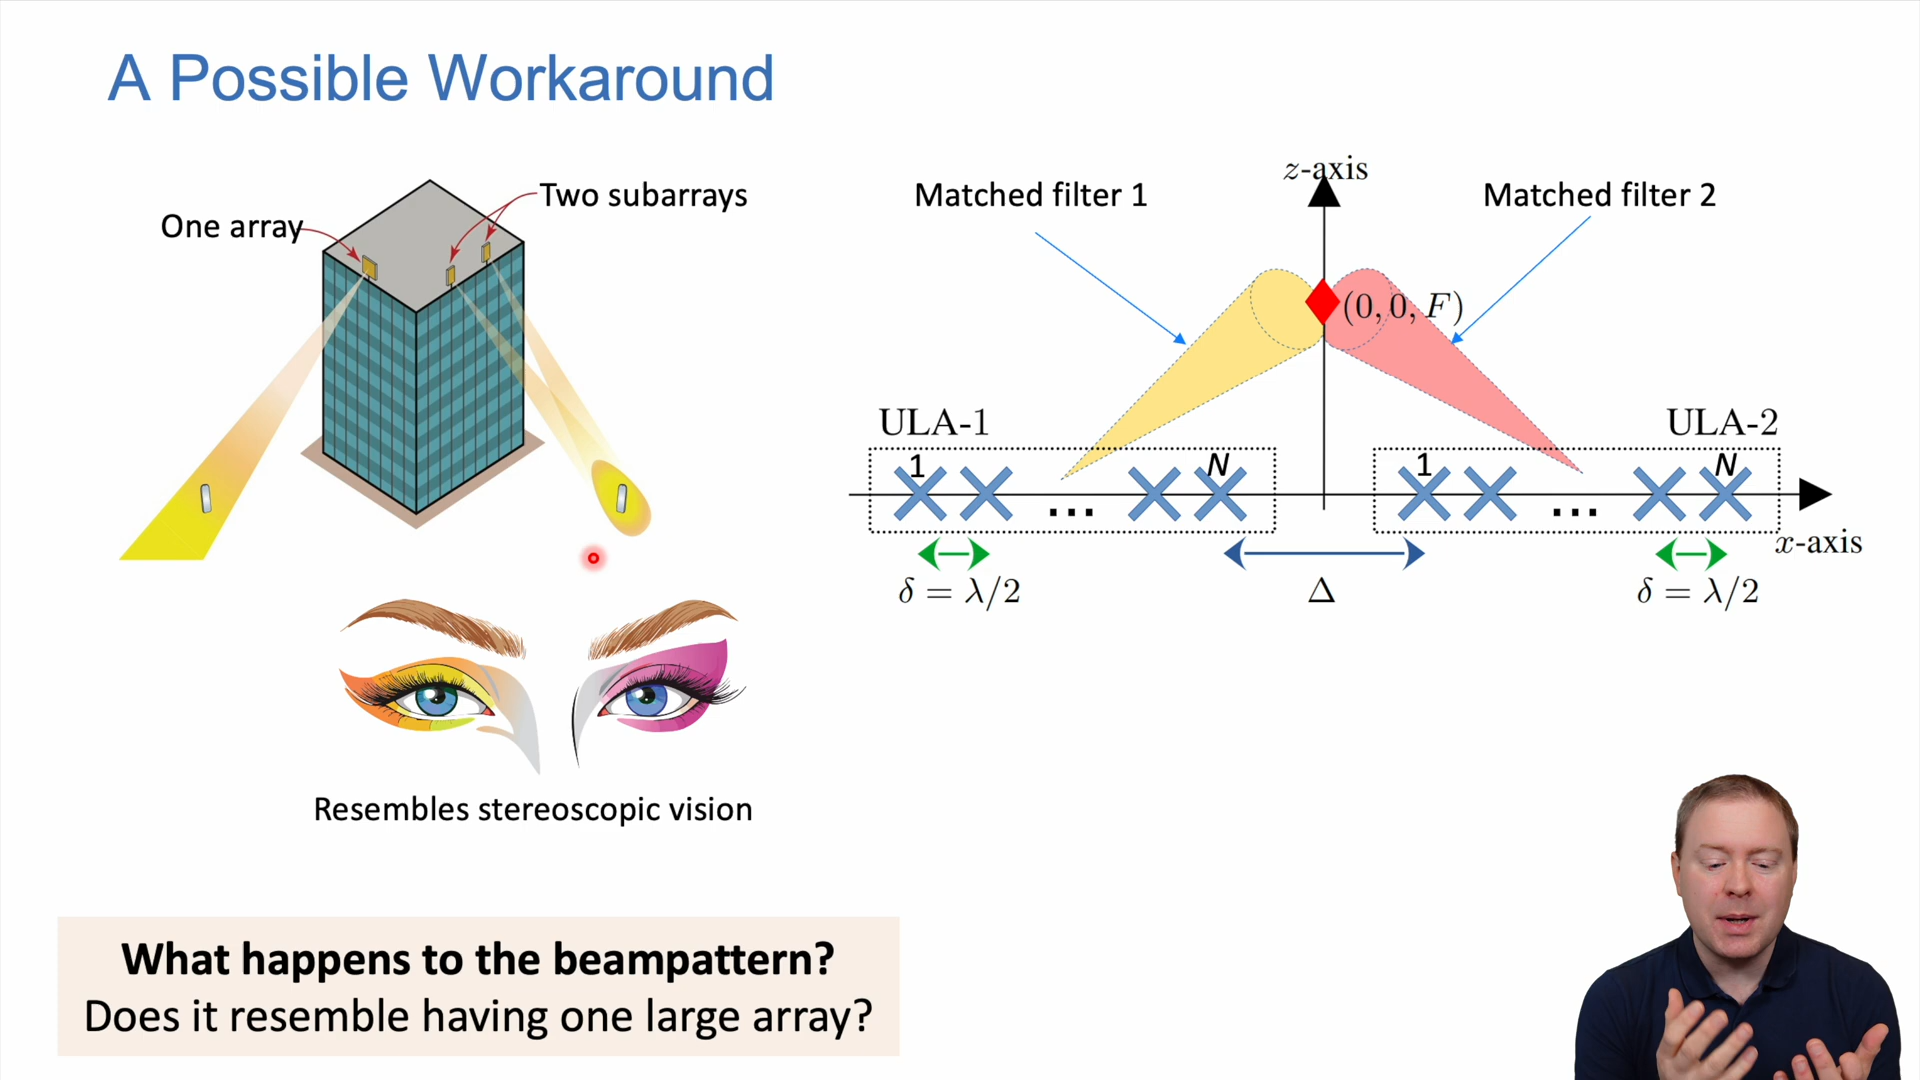 A Possible Workaround
One array
Two subarrays
Resembles stereoscopic vision
Matched filter 1
z-axis
Matched filter 2
(0, 0, F)
ULA-1
ULA-2
1
N
1
N
...
...
x-axis
δ = λ/2
Δ
δ = λ/2
What happens to the beampattern?
Does it resemble having one large array?